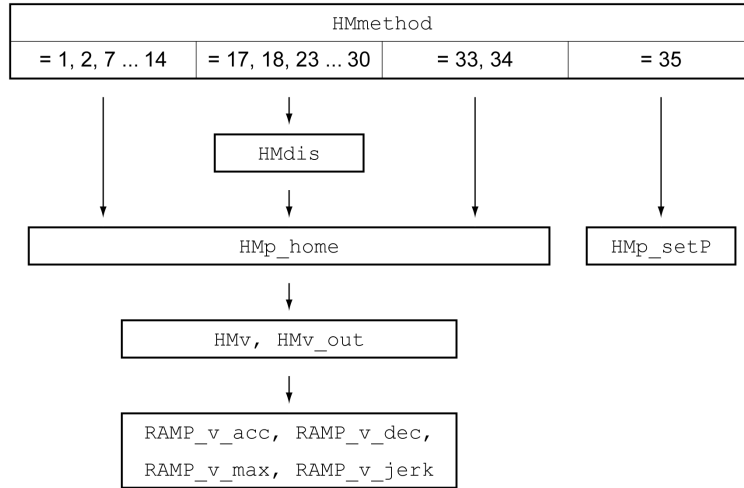 HMmethod
= 1, 2, 7 ... 14 = 17, 18, 23 ... 30 = 33, 34 = 35
HMdis
HMp_home HMp_setP
HMv, HMv_out
RAMP_v_acc, RAMP_v_dec,
RAMP_v_max, RAMP_v_jerk